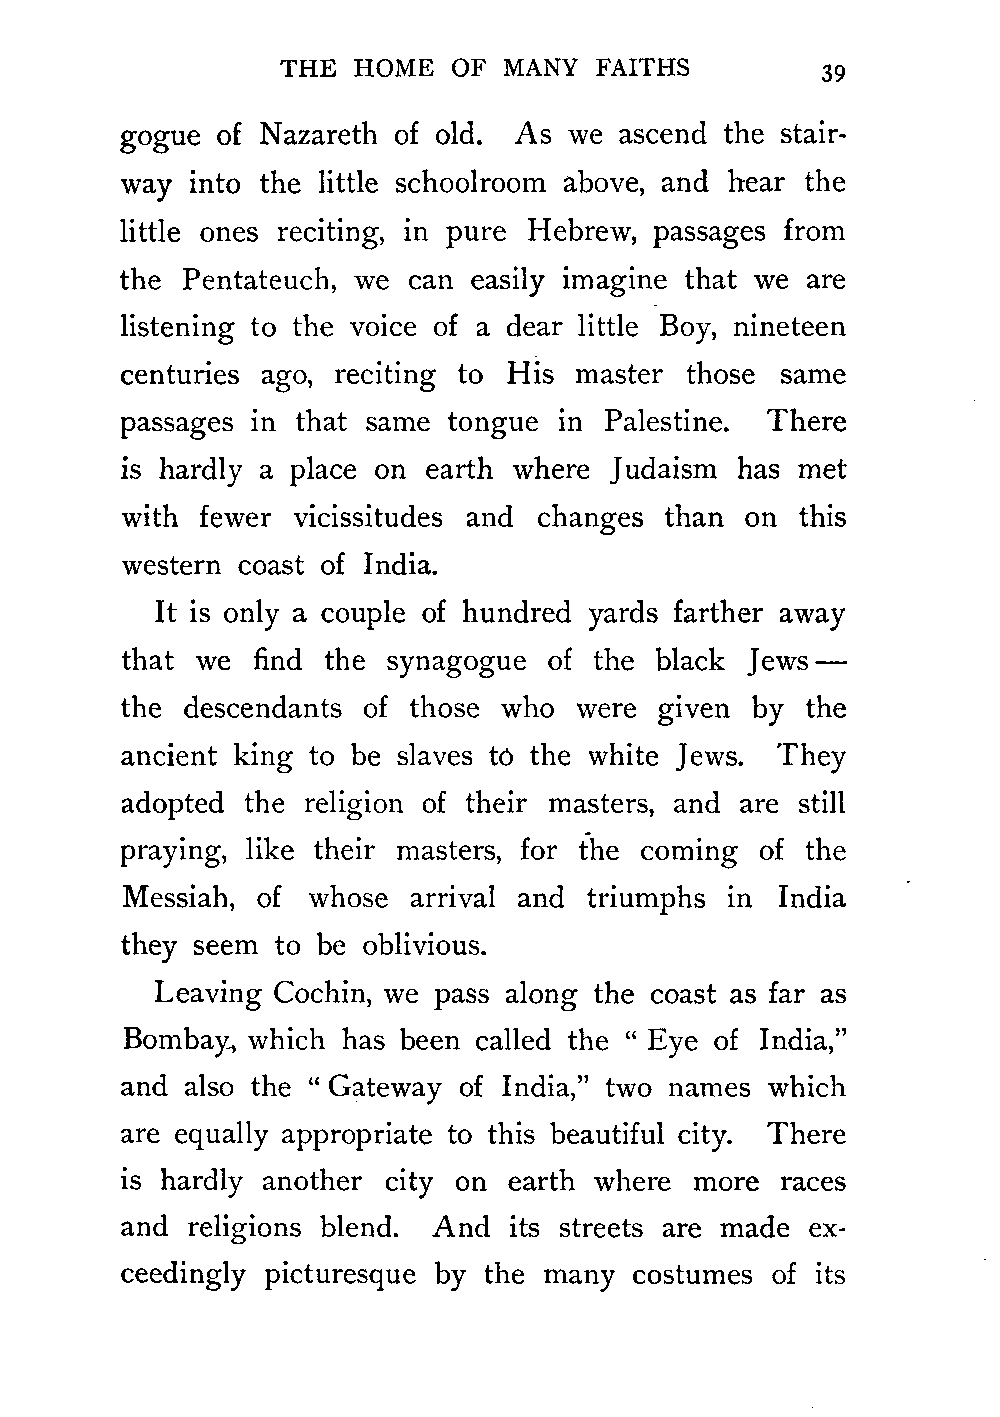 THE HOME OF MANY FAITHS 39
gogue of Nazareth of old. As we ascend the stair-
way into the little schoolroom above, and hear the
little ones reciting, in pure Hebrew, passages from
the Pentateuch, we can easily imagine that we are
listening to the voice of a dear little Boy, nineteen
centuries ago, reciting to His master those same
passages in that same tongue in Palestine. There
is hardly a place on earth where Judaism has met
with fewer vicissitudes and changes than on this
western coast of India.
It is only a couple of hundred yards farther away
that we find the synagogue of the black Jews—
the descendants of those who were given by the
ancient king to be slaves to the white Jews. They
adopted the religion of their masters, and are still
praying, like their masters, for the coming of the
Messiah, of whose arrival and triumphs in India
they seem to be oblivious.
Leaving Cochin, we pass along the coast as far as
Bombay, which has been called the “ Eye of India,”
and also the “ Gateway of India,” two names which
are equally appropriate to this beautiful city. There
is hardly another city on earth where more races
and religions blend. And its streets are made ex-
ceedingly picturesque by the many costumes of its